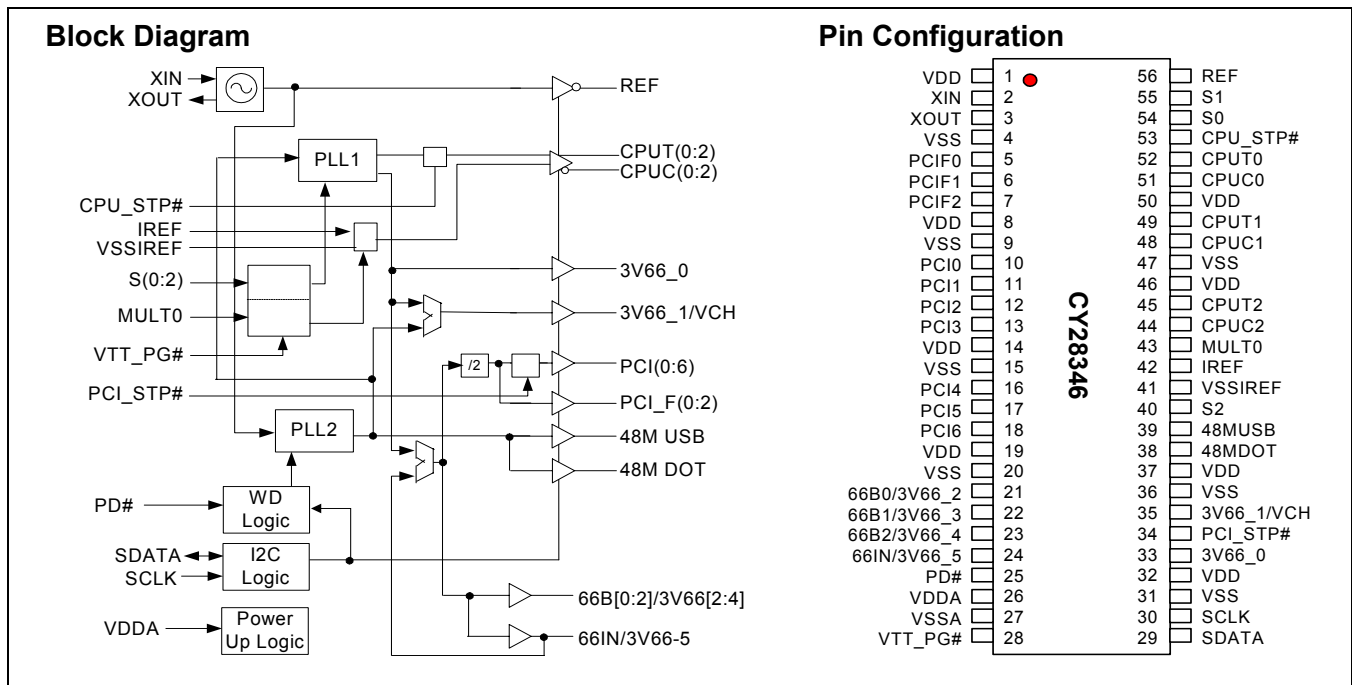 Block Diagram
XIN
XOUT
REF
PLL1
CPUT(0:2)
CPUC(0:2)
CPU_STP#
IREF
VSSIREF
3V66_0
S(0:2)
MULT0
3V66_1/VCH
VTT_PG#
/2
PCI(0:6)
PCI_STP#
PCI_F(0:2)
PLL2
48M USB
48M DOT
PD#
WD
Logic
SDATA
SCLK
I2C
Logic
66B[0:2]/3V66[2:4]
VDDA
Power
Up Logic
66IN/3V66-5
Pin Configuration
VDD 1 56 REF
XIN 2 55 S1
XOUT 3 54 S0
VSS 4 53 CPU_STP#
PCIF0 5 52 CPUT0
PCIF1 6 51 CPUC0
PCIF2 7 50 VDD
VDD 8 49 CPUT1
VSS 9 48 CPUC1
PCI0 10 47 VSS
PCI1 11 46 VDD
PCI2 12 45 CPUT2
PCI3 13 44 CPUC2
VDD 14 43 MULT0
VSS 15 42 IREF
PCI4 16 41 VSSIREF
PCI5 17 40 S2
PCI6 18 39 48MUSB
VDD 19 38 48MDOT
VSS 20 37 VDD
66B0/3V66_2 21 36 VSS
66B1/3V66_3 22 35 3V66_1/VCH
66B2/3V66_4 23 34 PCI_STP#
66IN/3V66_5 24 33 3V66_0
PD# 25 32 VDD
VDDA 26 31 VSS
VSSA 27 30 SCLK
VTT_PG# 28 29 SDATA
CY28346